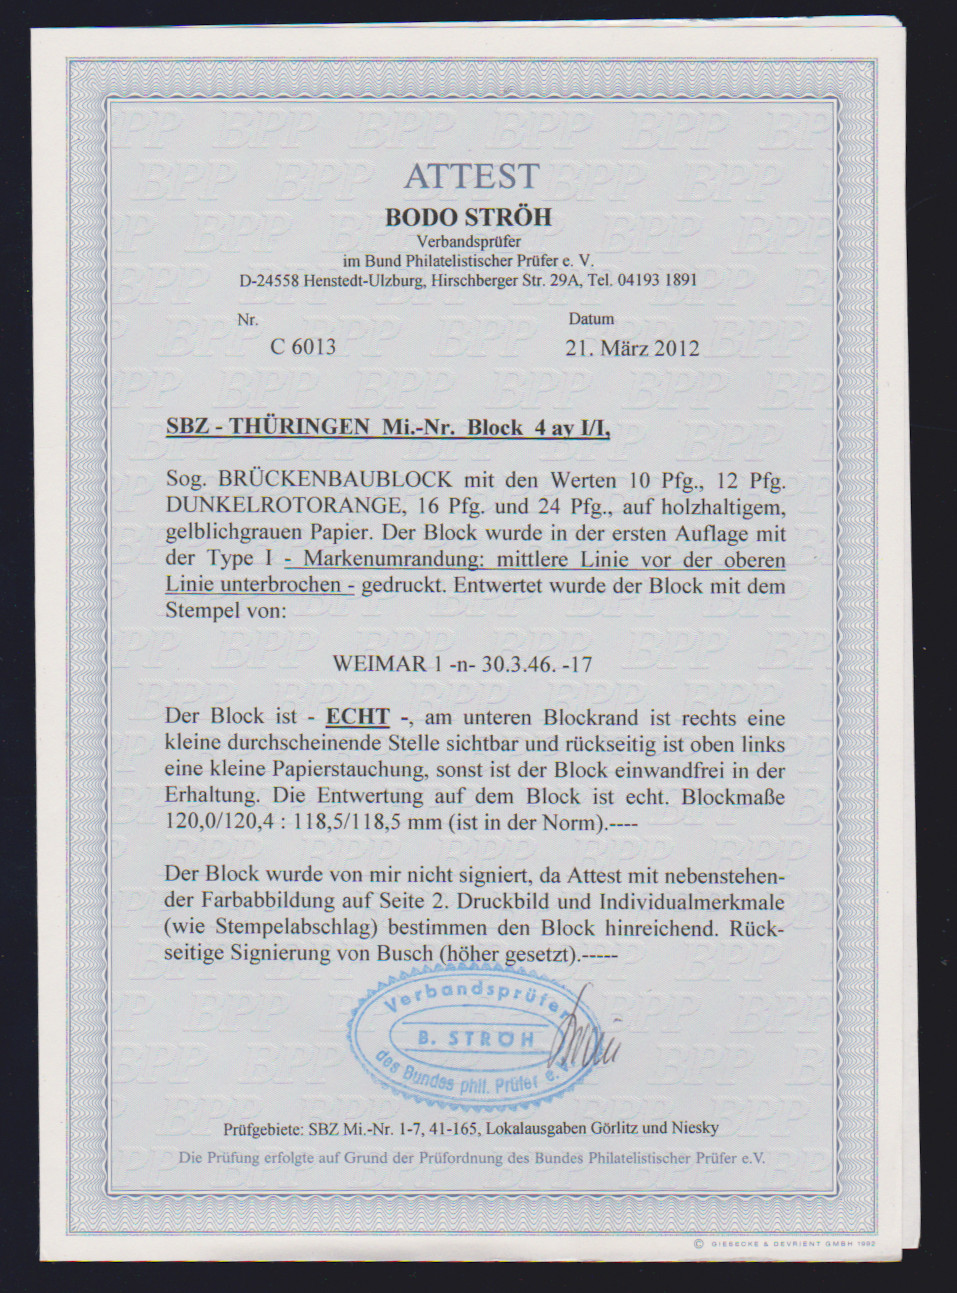 ATTEST
BODO STRÖH
Verbandsprüfer
im Bund Philatelistischer Prüfer e. V.
D-24558 Henstedt-Ulzburg, Hirschberger Str. 29A, Tel. 04193 1891
Nr. Datum
C 6013 21. März 2012
SBZ - THÜRINGEN Mi.-Nr. Block 4 ay I/I,
Sog. BRÜCKENBAUBLOCK mit den Werten 10 Pfg., 12 Pfg.
DUNKELROTORANGE, 16 Pfg. und 24 Pfg., auf holzhaltigem,
gelblichgrauen Papier. Der Block wurde in der ersten Auflage mit
der Type I - Markenumrandung: mittlere Linie vor der oberen
Linie unterbrochen - gedruckt. Entwertet wurde der Block mit dem
Stempel von:
WEIMAR 1 -n- 30.3.46. -17
Der Block ist - ECHT -, am unteren Blockrand ist rechts eine
kleine durchscheinende Stelle sichtbar und rückseitig ist oben links
eine kleine Papierstauchung, sonst ist der Block einwandfrei in der
Erhaltung. Die Entwertung auf dem Block ist echt. Blockmaße
120,0/120,4 : 118,5/118,5 mm (ist in der Norm).----
Der Block wurde von mir nicht signiert, da Attest mit nebenstehen-
der Farbabbildung auf Seite 2. Druckbild und Individualmerkmale
(wie Stempelabschlag) bestimmen den Block hinreichend. Rück-
seitige Signierung von Busch (höher gesetzt).-----
Verbandsprüfer
B. STRÖH
des Bundes phil. Prüfer e.V.
Prüfgebiete: SBZ Mi.-Nr. 1-7, 41-165, Lokalausgaben Görlitz und Niesky
Die Prüfung erfolgte auf Grund der Prüfordnung des Bundes Philatelistischer Prüfer e.V.
© GIESECKE & DEVRIENT GMBH 1992